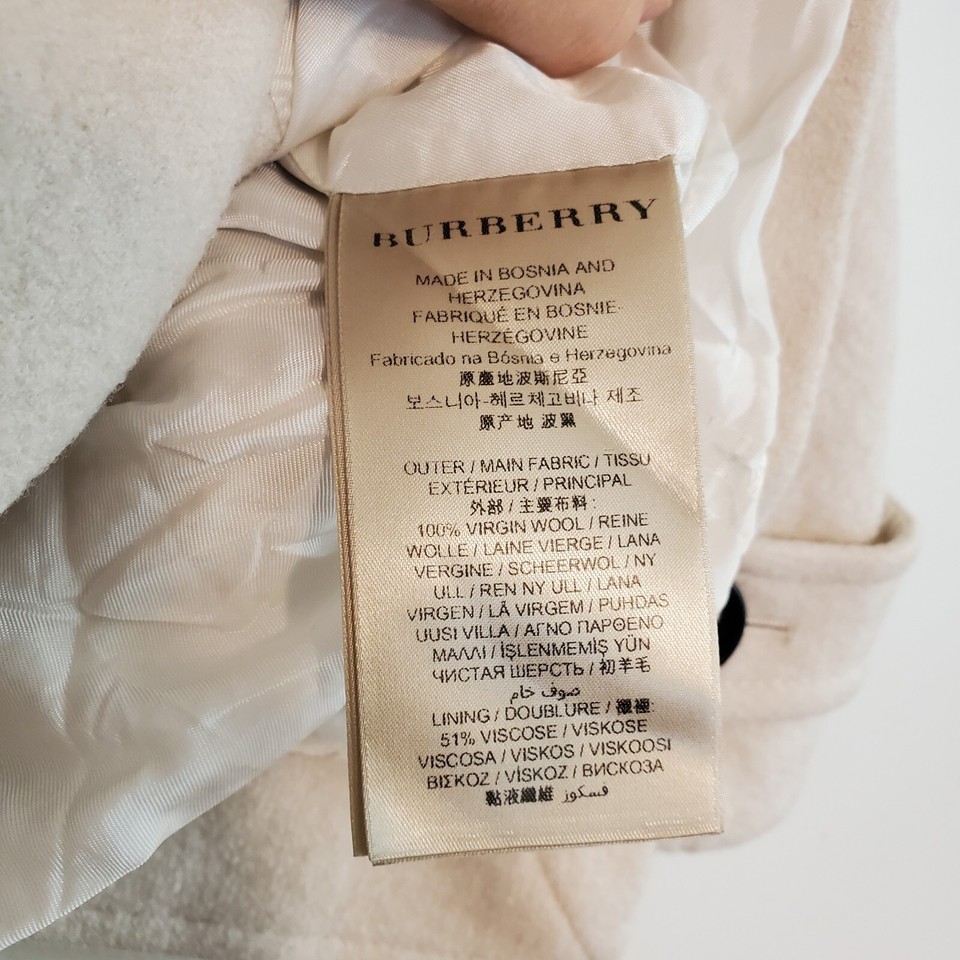 BURBERRY
MADE IN BOSNIA AND
HERZEGOVINA
FABRIQUÉ EN BOSNIE-
HERZÉGOVINE
Fabricado na Bósnia e Herzegovina
原產地波斯尼亞
보스니아-헤르체고비나 제조
原产地 波黑
OUTER / MAIN FABRIC / TISSU
EXTÉRIEUR / PRINCIPAL
外部 / 主要布料 :
100% VIRGIN WOOL / REINE
WOLLE / LAINE VIERGE / LANA
VERGINE / SCHEERWOL / NY
ULL / REN NY ULL / LANA
VIRGEN / LÃ VIRGEM / PUHDAS
UUSI VILLA / ΑΓΝΟ ΠΑΡΘΕΝΟ
ΜΑΛΛΙ / İŞLENMEMİŞ YÜN
ЧИСТАЯ ШЕРСТЬ / 初羊毛
صوف خام
LINING / DOUBLURE / 襯裡:
51% VISCOSE / VISKOSE
VISCOSA / VISKOS / VISKOOSI
ΒΙΣΚΟΖ / VİSKOZ / ВИСКОЗА
黏液纖維 فسكوز